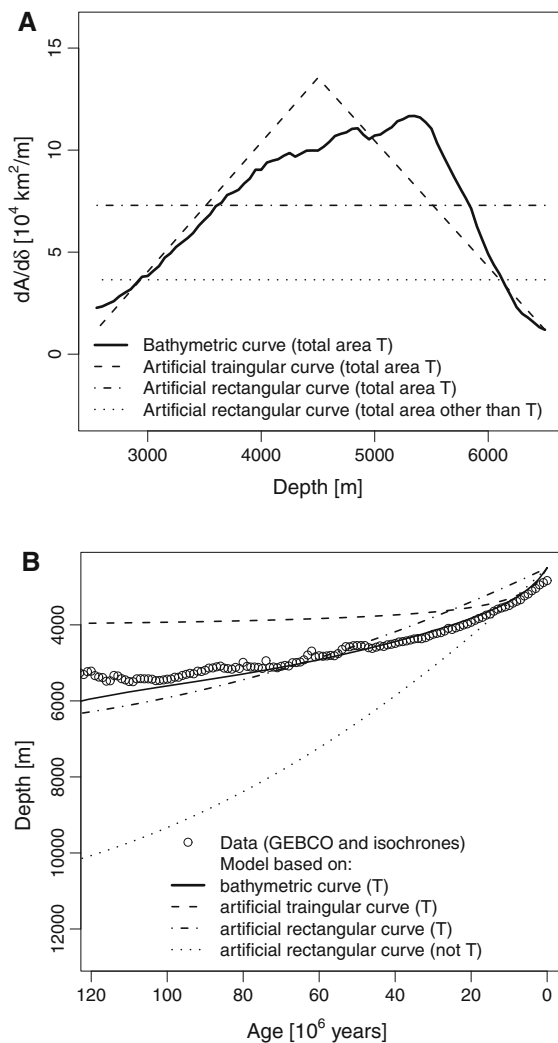 A
15
10
5
0
dA/dδ [10⁴ km²/m]
Bathymetric curve (total area T)
Artificial traingular curve (total area T)
Artificial rectangular curve (total area T)
Artificial rectangular curve (total area other than T)
3000 4000 5000 6000
Depth [m]
B
4000
6000
8000
10000
12000
Depth [m]
Data (GEBCO and isochrones)
Model based on:
bathymetric curve (T)
artificial traingular curve (T)
artificial rectangular curve (T)
artificial rectangular curve (not T)
120 100 80 60 40 20 0
Age [10⁶ years]